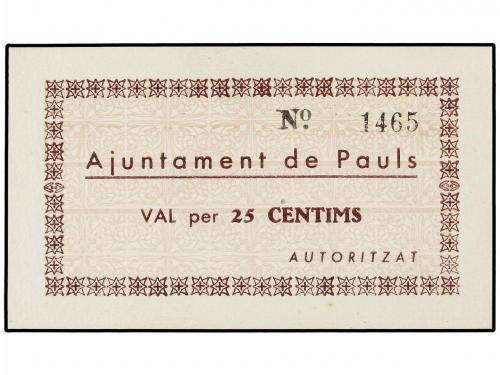 Nº 1465
Ajuntament de Pauls
VAL per 25 CENTIMS
AUTORITZAT